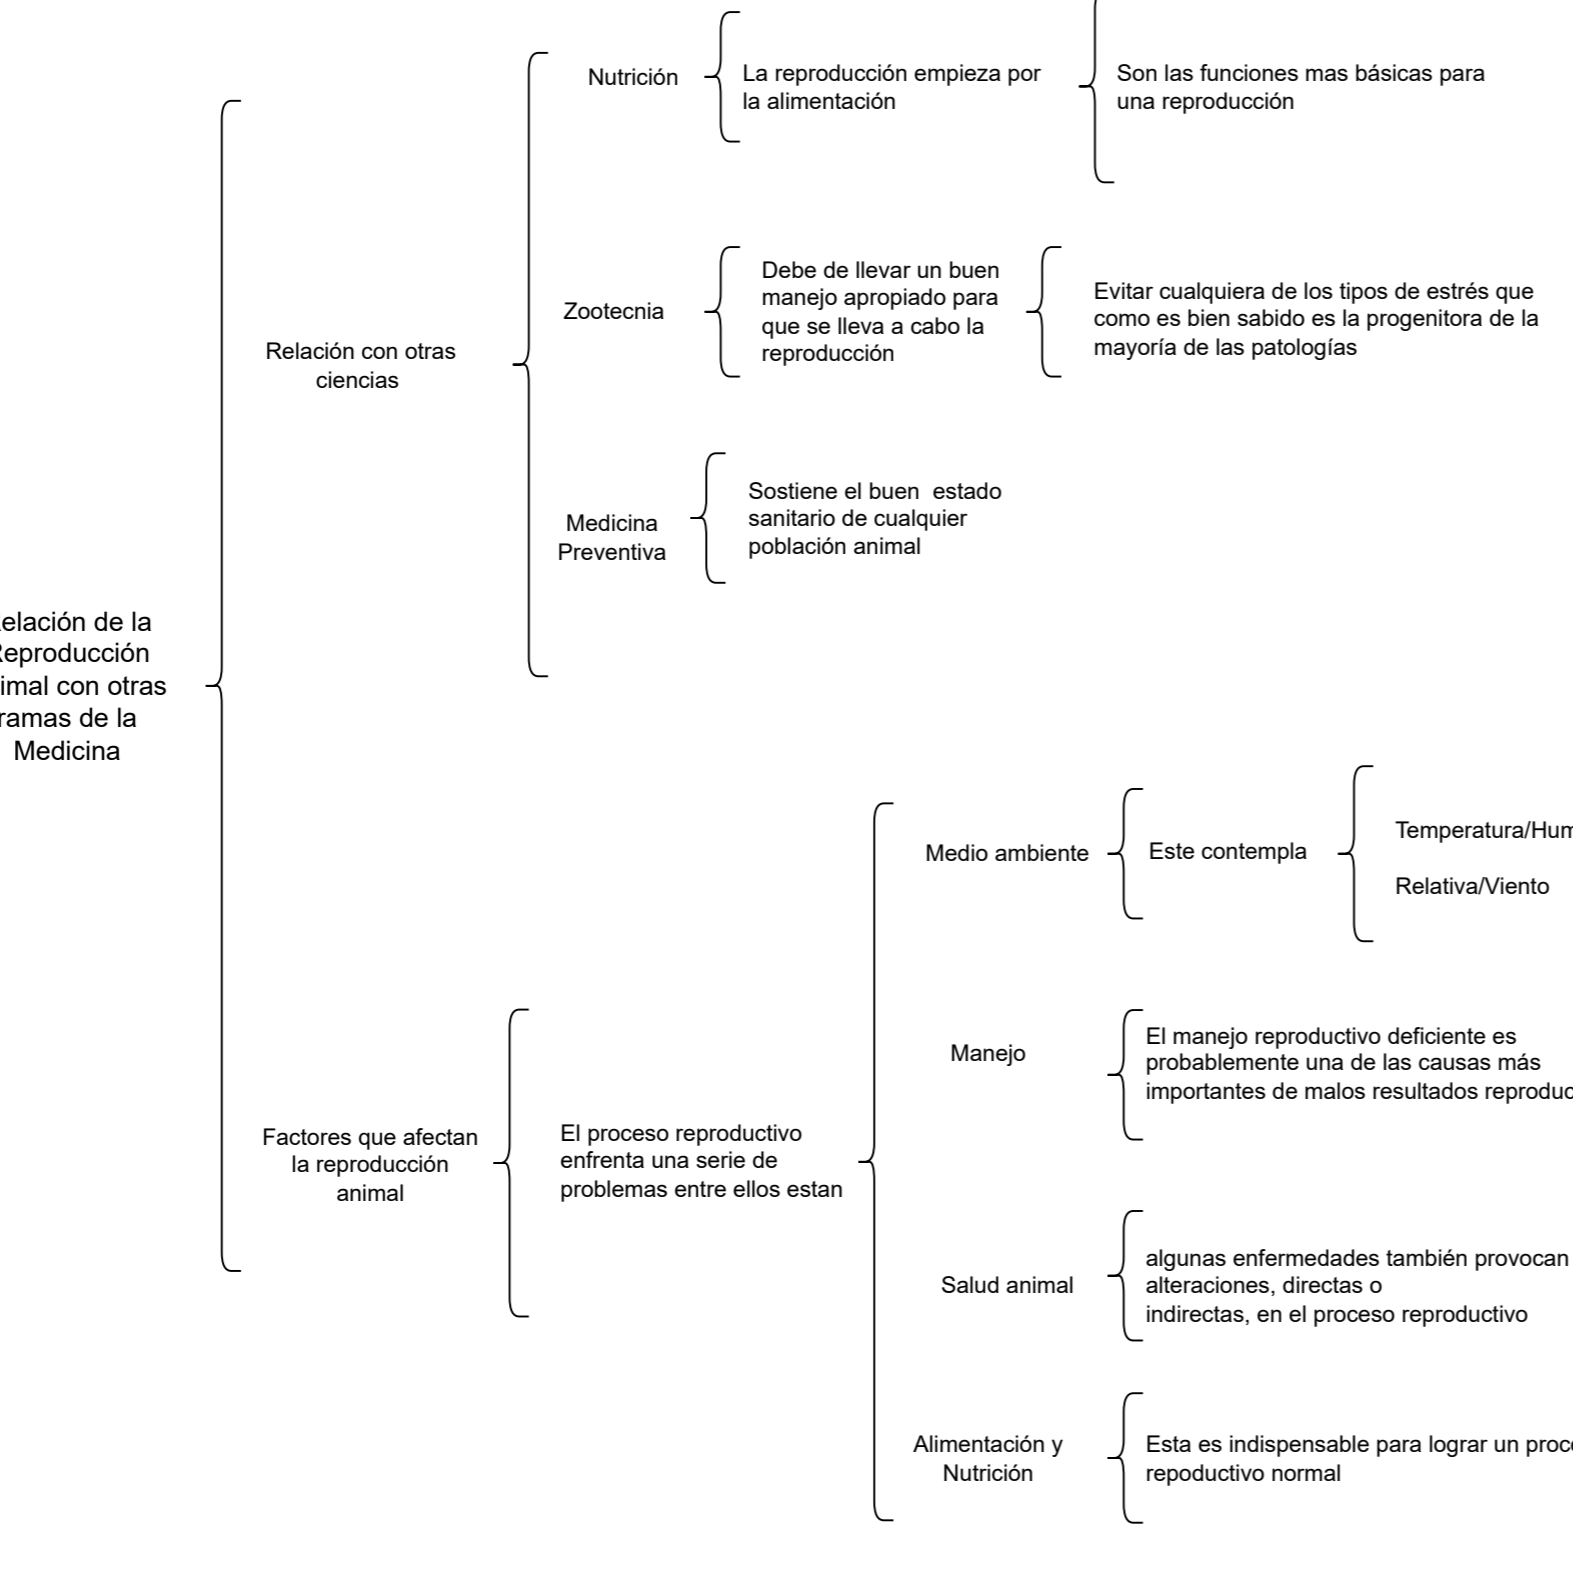 Nutrición
La reproducción empieza por
la alimentación
Son las funciones mas básicas para
una reproducción
Zootecnia
Debe de llevar un buen
manejo apropiado para
que se lleva a cabo la
reproducción
Evitar cualquiera de los tipos de estrés que
como es bien sabido es la progenitora de la
mayoría de las patologías
Relación con otras
ciencias
Medicina
Preventiva
Sostiene el buen  estado
sanitario de cualquier
población animal
elación de la
Reproducción
imal con otras
ramas de la
Medicina
Medio ambiente
Este contempla
Temperatura/Hum
Relativa/Viento
Manejo
El manejo reproductivo deficiente es
probablemente una de las causas más
importantes de malos resultados reproduc
Factores que afectan
la reproducción
animal
El proceso reproductivo
enfrenta una serie de
problemas entre ellos estan
Salud animal
algunas enfermedades también provocan
alteraciones, directas o
indirectas, en el proceso reproductivo
Alimentación y
Nutrición
Esta es indispensable para lograr un proc
repoductivo normal